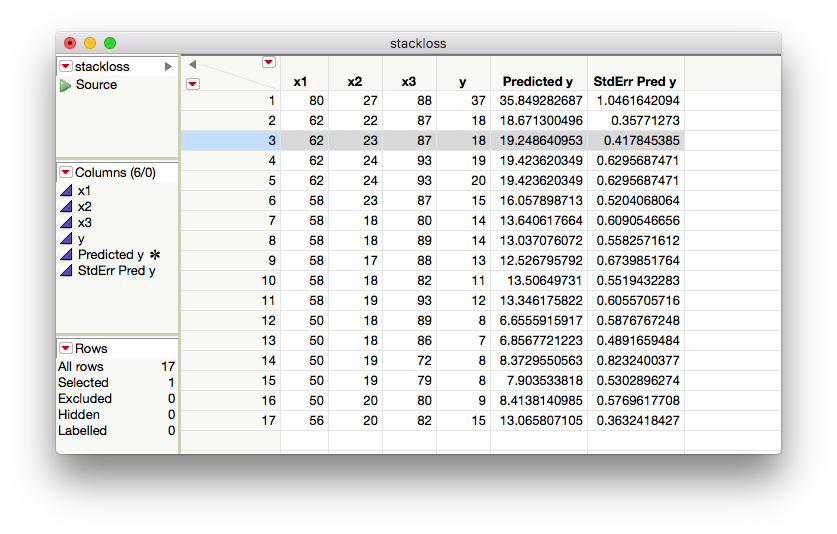 stackloss
stackloss
Source
Columns (6/0)
x1
x2
x3
y
Predicted y ✱
StdErr Pred y
Rows
All rows 17
Selected 1
Excluded 0
Hidden 0
Labelled 0
x1 x2 x3 y Predicted y StdErr Pred y
1 80 27 88 37 35.849282687 1.0461642094
2 62 22 87 18 18.671300496 0.35771273
3 62 23 87 18 19.248640953 0.417845385
4 62 24 93 19 19.423620349 0.6295687471
5 62 24 93 20 19.423620349 0.6295687471
6 58 23 87 15 16.057898713 0.5204068064
7 58 18 80 14 13.640617664 0.6090546656
8 58 18 89 14 13.037076072 0.5582571612
9 58 17 88 13 12.526795792 0.6739851764
10 58 18 82 11 13.50649731 0.5519432283
11 58 19 93 12 13.346175822 0.6055705716
12 50 18 89 8 6.6555915917 0.5876767248
13 50 18 86 7 6.8567721223 0.4891659484
14 50 19 72 8 8.3729550563 0.8232400377
15 50 19 79 8 7.903533818 0.5302896274
16 50 20 80 9 8.4138140985 0.5769617708
17 56 20 82 15 13.065807105 0.3632418427